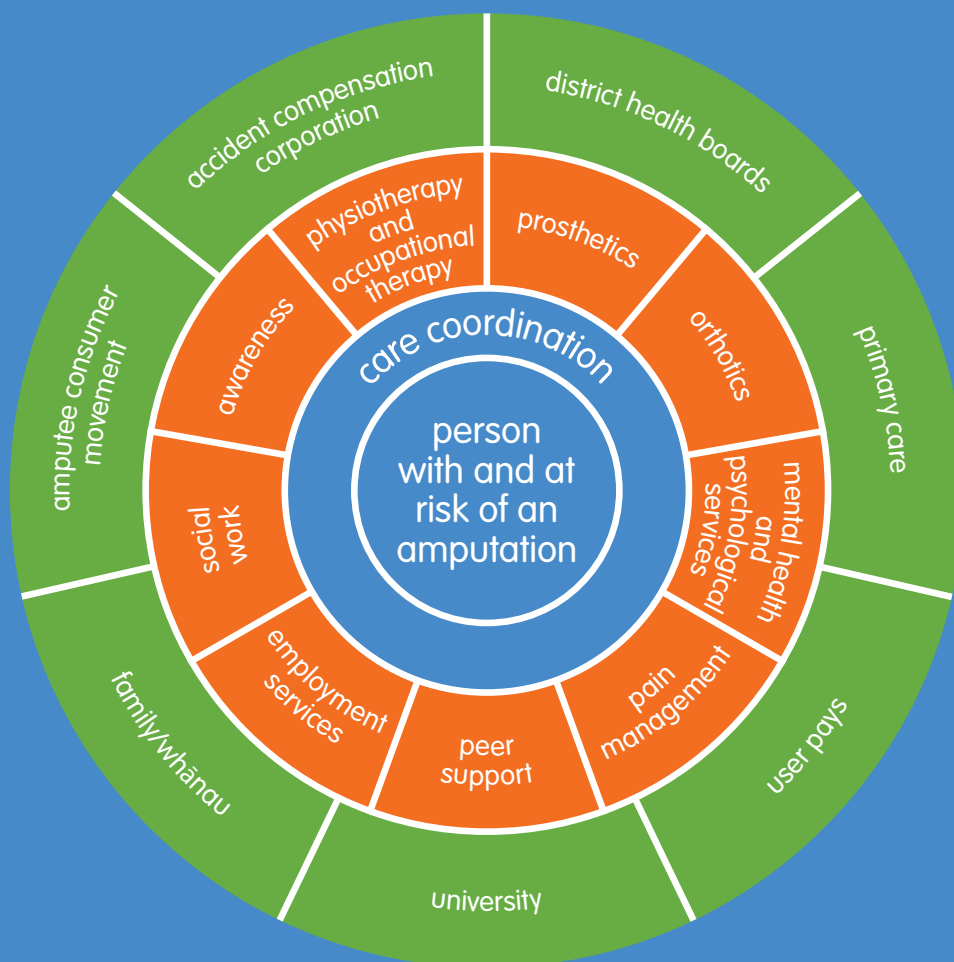 accident compensation
corporation
district health boards
primary care
user pays
university
family/whānau
amputee consumer
movement
physiotherapy
and
occupational
therapy
prosthetics
orthotics
mental health
and
psychological
services
pain
management
peer
support
employment
services
social
work
awareness
care coordination
person
with and at
risk of an
amputation